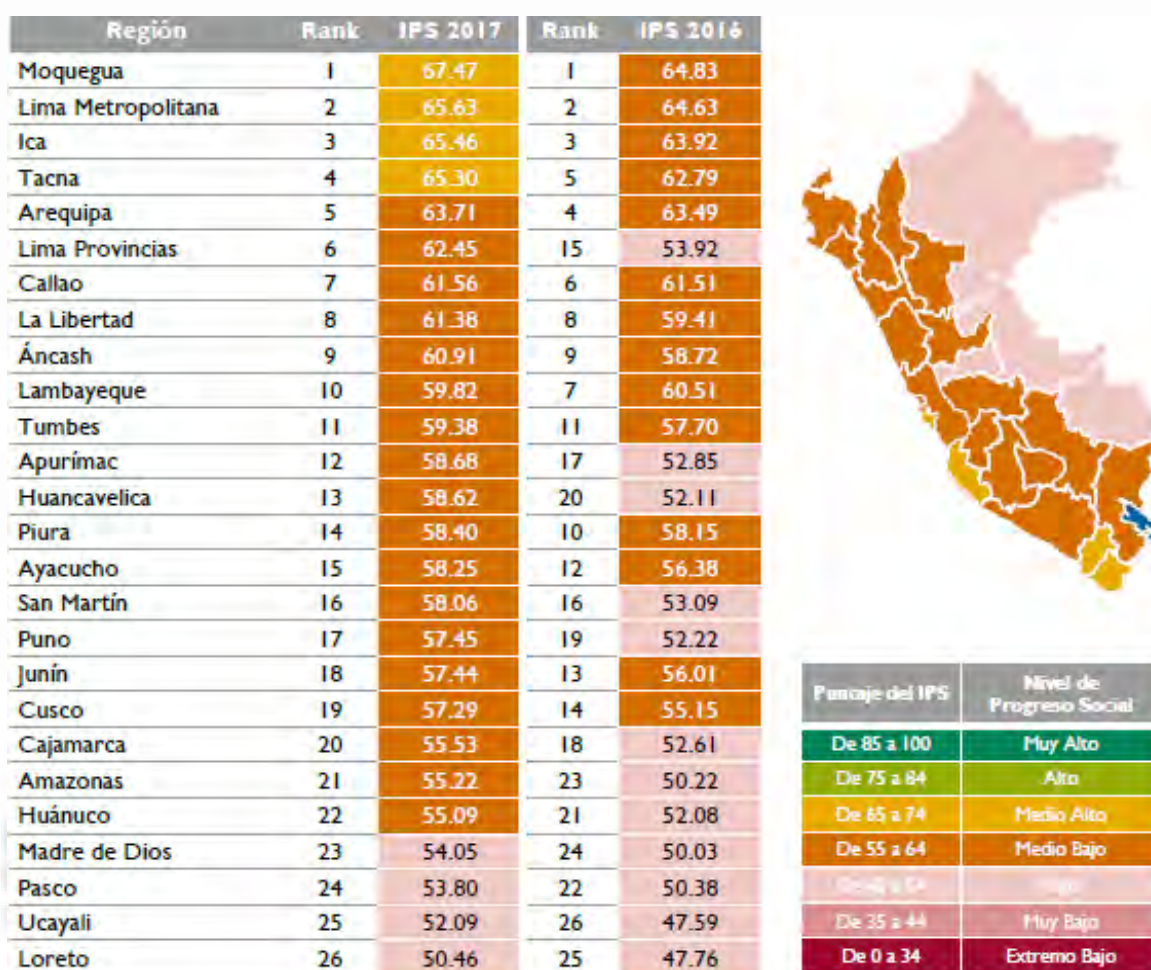 Región Rank IPS 2017 Rank IPS 2016
Moquegua 1 67.47 1 64.83
Lima Metropolitana 2 65.63 2 64.63
Ica 3 65.46 3 63.92
Tacna 4 65.30 5 62.79
Arequipa 5 63.71 4 63.49
Lima Provincias 6 62.45 15 53.92
Callao 7 61.56 6 61.51
La Libertad 8 61.38 8 59.41
Áncash 9 60.91 9 58.72
Lambayeque 10 59.82 7 60.51
Tumbes 11 59.38 11 57.70
Apurímac 12 58.68 17 52.85
Huancavelica 13 58.62 20 52.11
Piura 14 58.40 10 58.15
Ayacucho 15 58.25 12 56.38
San Martín 16 58.06 16 53.09
Puno 17 57.45 19 52.22
Junín 18 57.44 13 56.01
Cusco 19 57.29 14 55.15
Cajamarca 20 55.53 18 52.61
Amazonas 21 55.22 23 50.22
Huánuco 22 55.09 21 52.08
Madre de Dios 23 54.05 24 50.03
Pasco 24 53.80 22 50.38
Ucayali 25 52.09 26 47.59
Loreto 26 50.46 25 47.76
Puntaje del IPS Nivel de
Progreso Social
De 85 a 100 Muy Alto
De 75 a 84 Alto
De 65 a 74 Medio Alto
De 55 a 64 Medio Bajo
De 35 a 44 Muy Bajo
De 0 a 34 Extremo Bajo